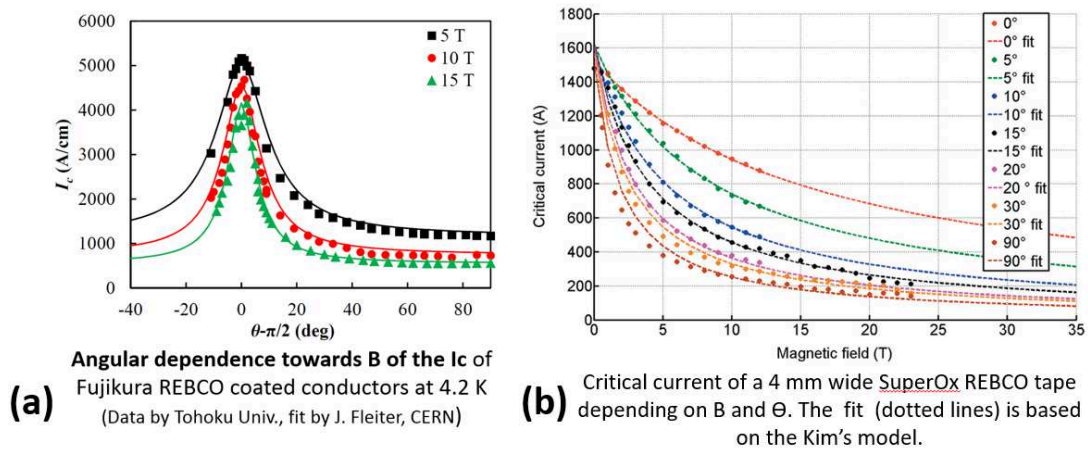 6000
5000
4000
3000
2000
1000
0
Ic (A/cm)
5 T
10 T
15 T
-40 -20 0 20 40 60 80
θ-π/2 (deg)
(a)
Angular dependence towards B of the Ic of
Fujikura REBCO coated conductors at 4.2 K
(Data by Tohoku Univ., fit by J. Fleiter, CERN)
1800
1600
1400
1200
1000
800
600
400
200
0
Critical current (A)
0°
0° fit
5°
5° fit
10°
10° fit
15°
15° fit
20°
20 ° fit
30°
30° fit
90°
90° fit
0 5 10 15 20 25 30 35
Magnetic field (T)
(b)
Critical current of a 4 mm wide SuperOx REBCO tape
depending on B and Ө. The fit (dotted lines) is based
on the Kim's model.